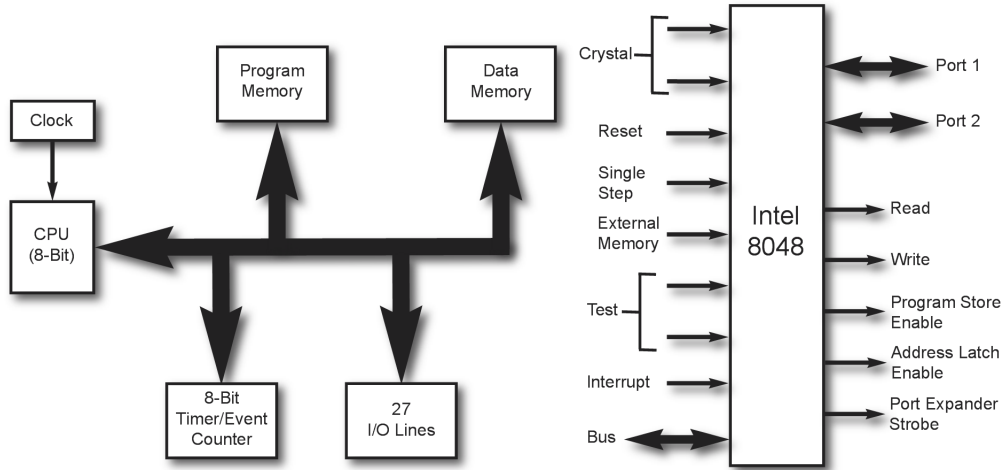 Program
Memory
Data
Memory
Clock
CPU
(8-Bit)
8-Bit
Timer/Event
Counter
27
I/O Lines
Crystal
Reset
Single
Step
External
Memory
Test
Interrupt
Bus
Intel
8048
Port 1
Port 2
Read
Write
Program Store
Enable
Address Latch
Enable
Port Expander
Strobe